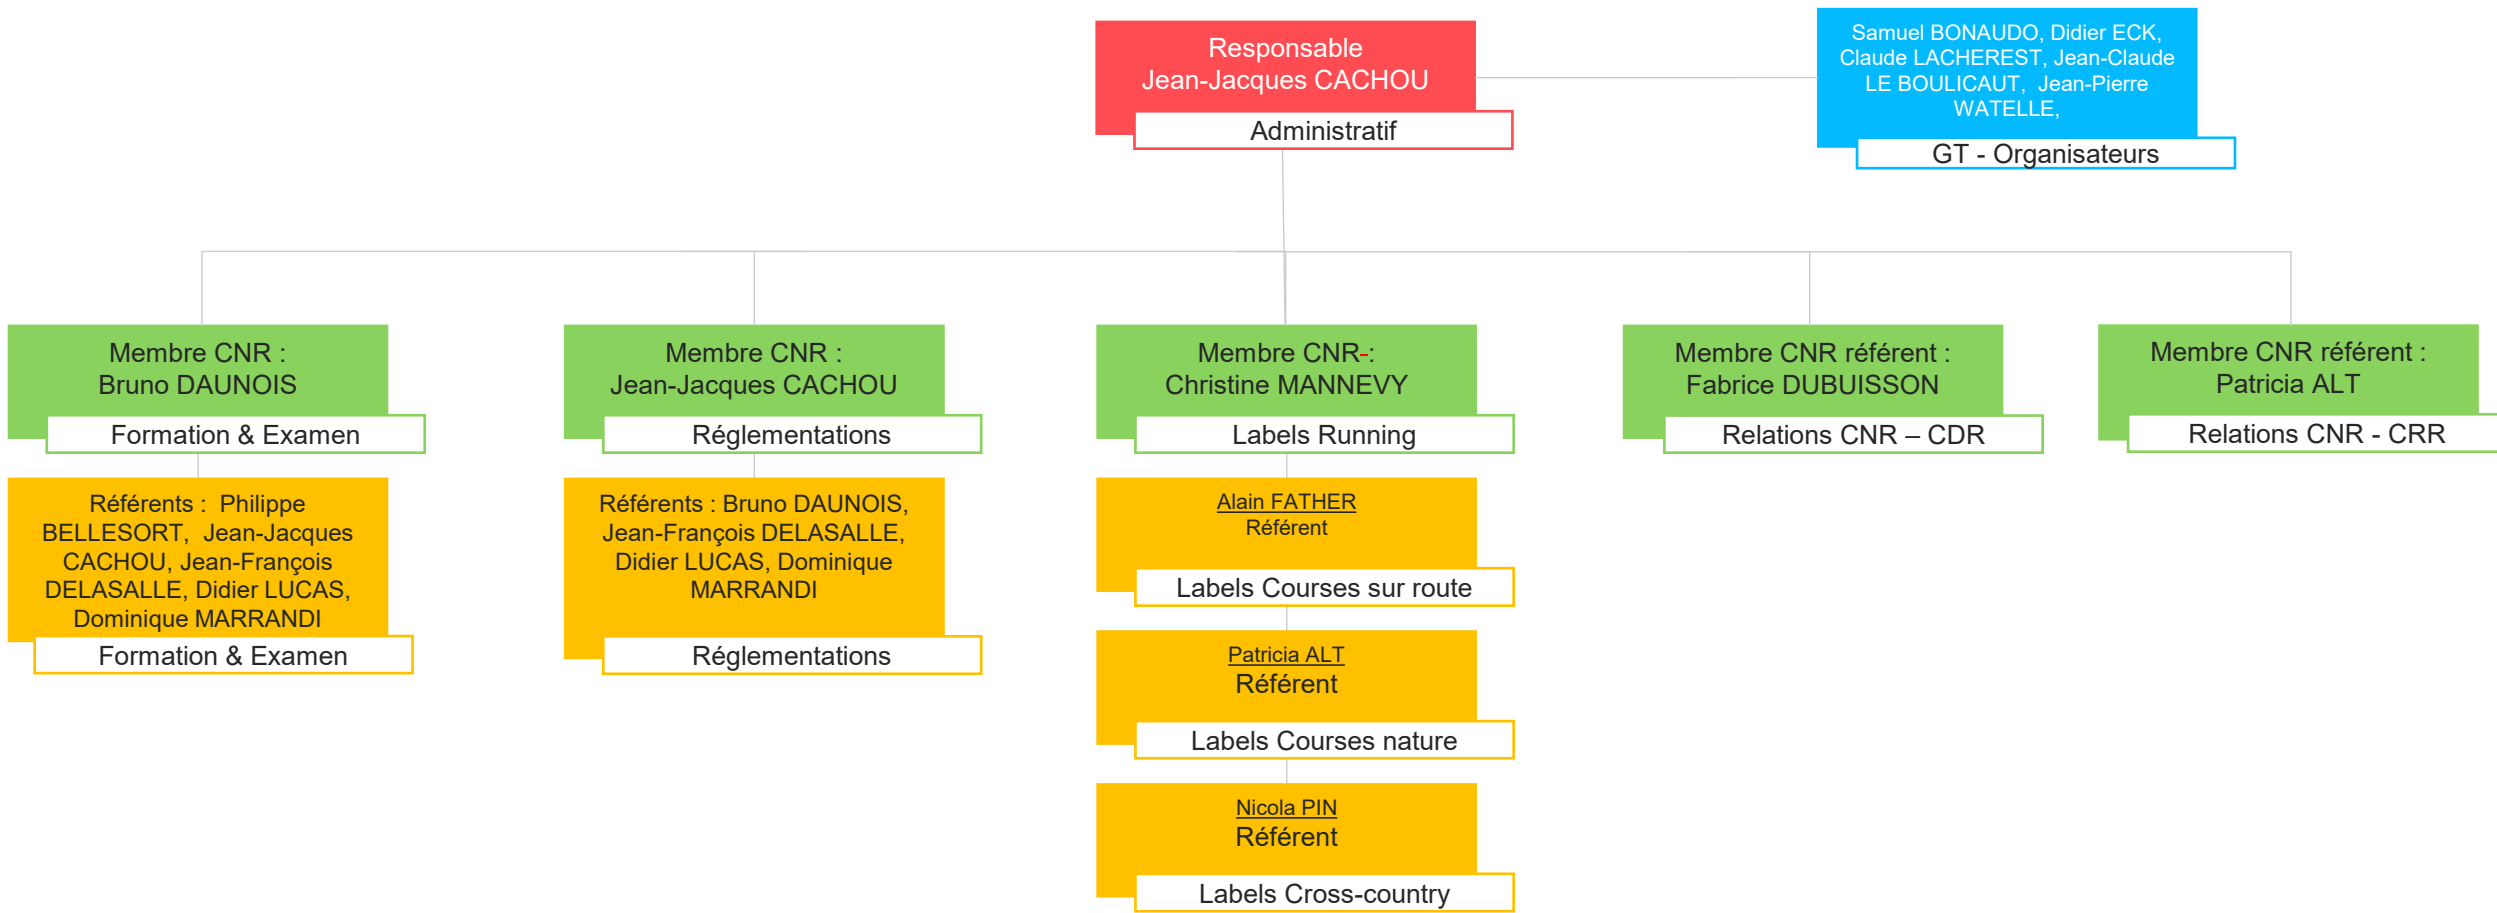 Responsable
Jean-Jacques CACHOU
Administratif
Samuel BONAUDO, Didier ECK,
Claude LACHEREST, Jean-Claude
LE BOULICAUT,  Jean-Pierre
WATELLE,
GT - Organisateurs
Membre CNR :
Bruno DAUNOIS
Formation & Examen
Membre CNR :
Jean-Jacques CACHOU
Réglementations
Membre CNR-:
Christine MANNEVY
Labels Running
Membre CNR référent :
Fabrice DUBUISSON
Relations CNR – CDR
Membre CNR référent :
Patricia ALT
Relations CNR - CRR
Référents :  Philippe
BELLESORT,  Jean-Jacques
CACHOU, Jean-François
DELASALLE, Didier LUCAS,
Dominique MARRANDI
Formation & Examen
Référents : Bruno DAUNOIS,
Jean-François DELASALLE,
Didier LUCAS, Dominique
MARRANDI
Réglementations
Alain FATHER
Référent
Labels Courses sur route
Patricia ALT
Référent
Labels Courses nature
Nicola PIN
Référent
Labels Cross-country